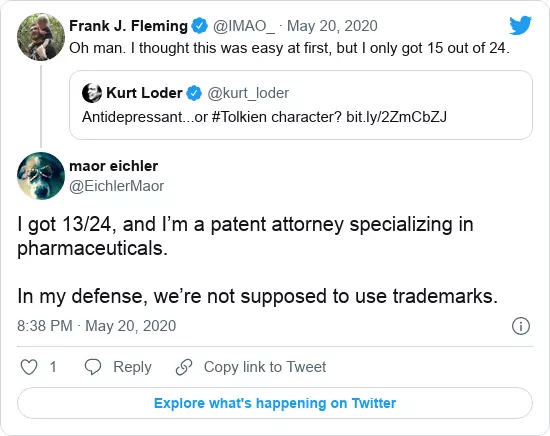 Frank J. Fleming @IMAO_ · May 20, 2020
Oh man. I thought this was easy at first, but I only got 15 out of 24.
Kurt Loder @kurt_loder
Antidepressant...or #Tolkien character? bit.ly/2ZmCbZJ
maor eichler
@EichlerMaor
I got 13/24, and I’m a patent attorney specializing in
pharmaceuticals.
In my defense, we’re not supposed to use trademarks.
8:38 PM · May 20, 2020
1 Reply Copy link to Tweet
Explore what's happening on Twitter